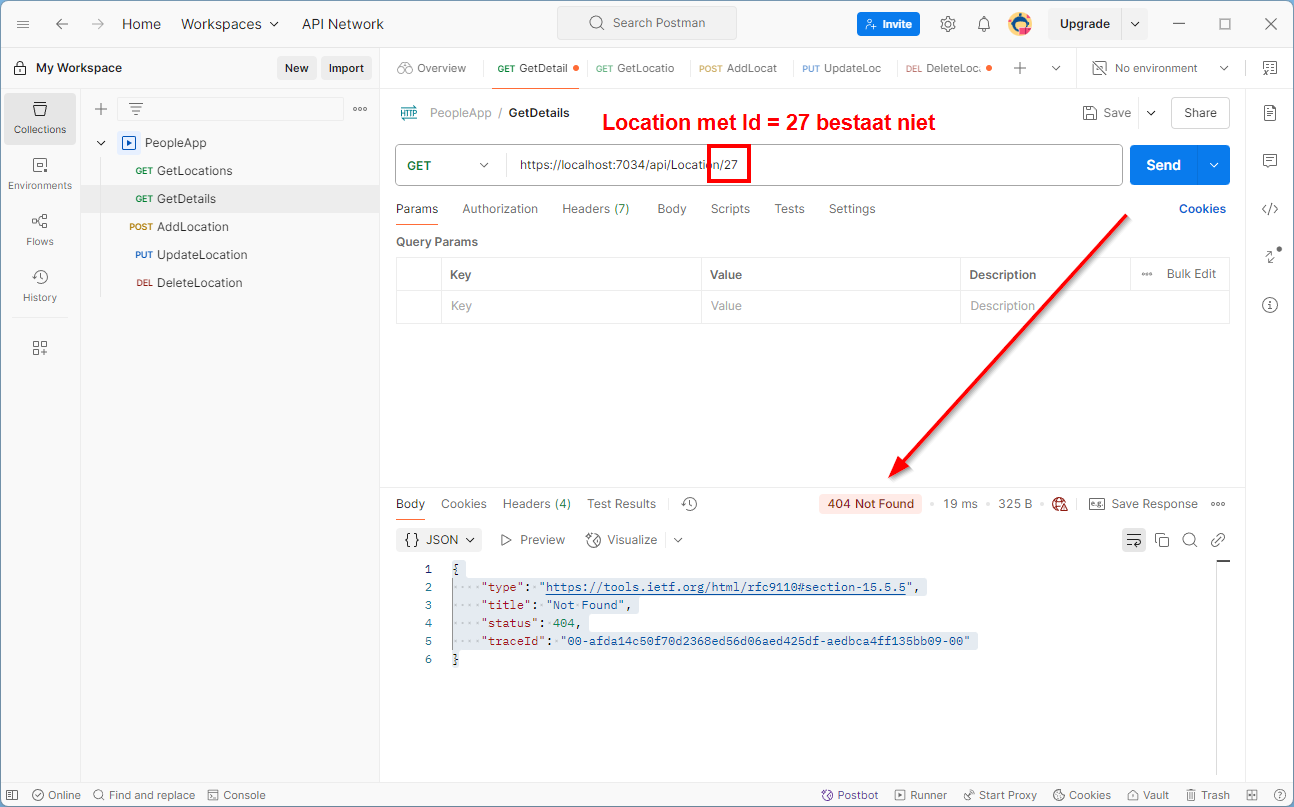 Home Workspaces API Network Search Postman Invite Upgrade
My Workspace New Import Overview GET GetDetail GET GetLocatio POST AddLocat PUT UpdateLoc DEL DeleteLoc No environment
Collections
Environments
Flows
History
PeopleApp
GET GetLocations
GET GetDetails
POST AddLocation
PUT UpdateLocation
DEL DeleteLocation
HTTP PeopleApp / GetDetails Save Share
Location met Id = 27 bestaat niet
GET https://localhost:7034/api/Location/27 Send
Params Authorization Headers (7) Body Scripts Tests Settings Cookies
Query Params
Key Value Description Bulk Edit
Key Value Description
Body Cookies Headers (4) Test Results 404 Not Found 19 ms 325 B e.g. Save Response
{} JSON Preview Visualize
1 {
2 "type": "https://tools.ietf.org/html/rfc9110#section-15.5.5",
3 "title": "Not Found",
4 "status": 404,
5 "traceId": "00-afda14c50f70d2368ed56d06aed425df-aedbca4ff135bb09-00"
6 }
Online Find and replace Console Postbot Runner Start Proxy Cookies Vault Trash